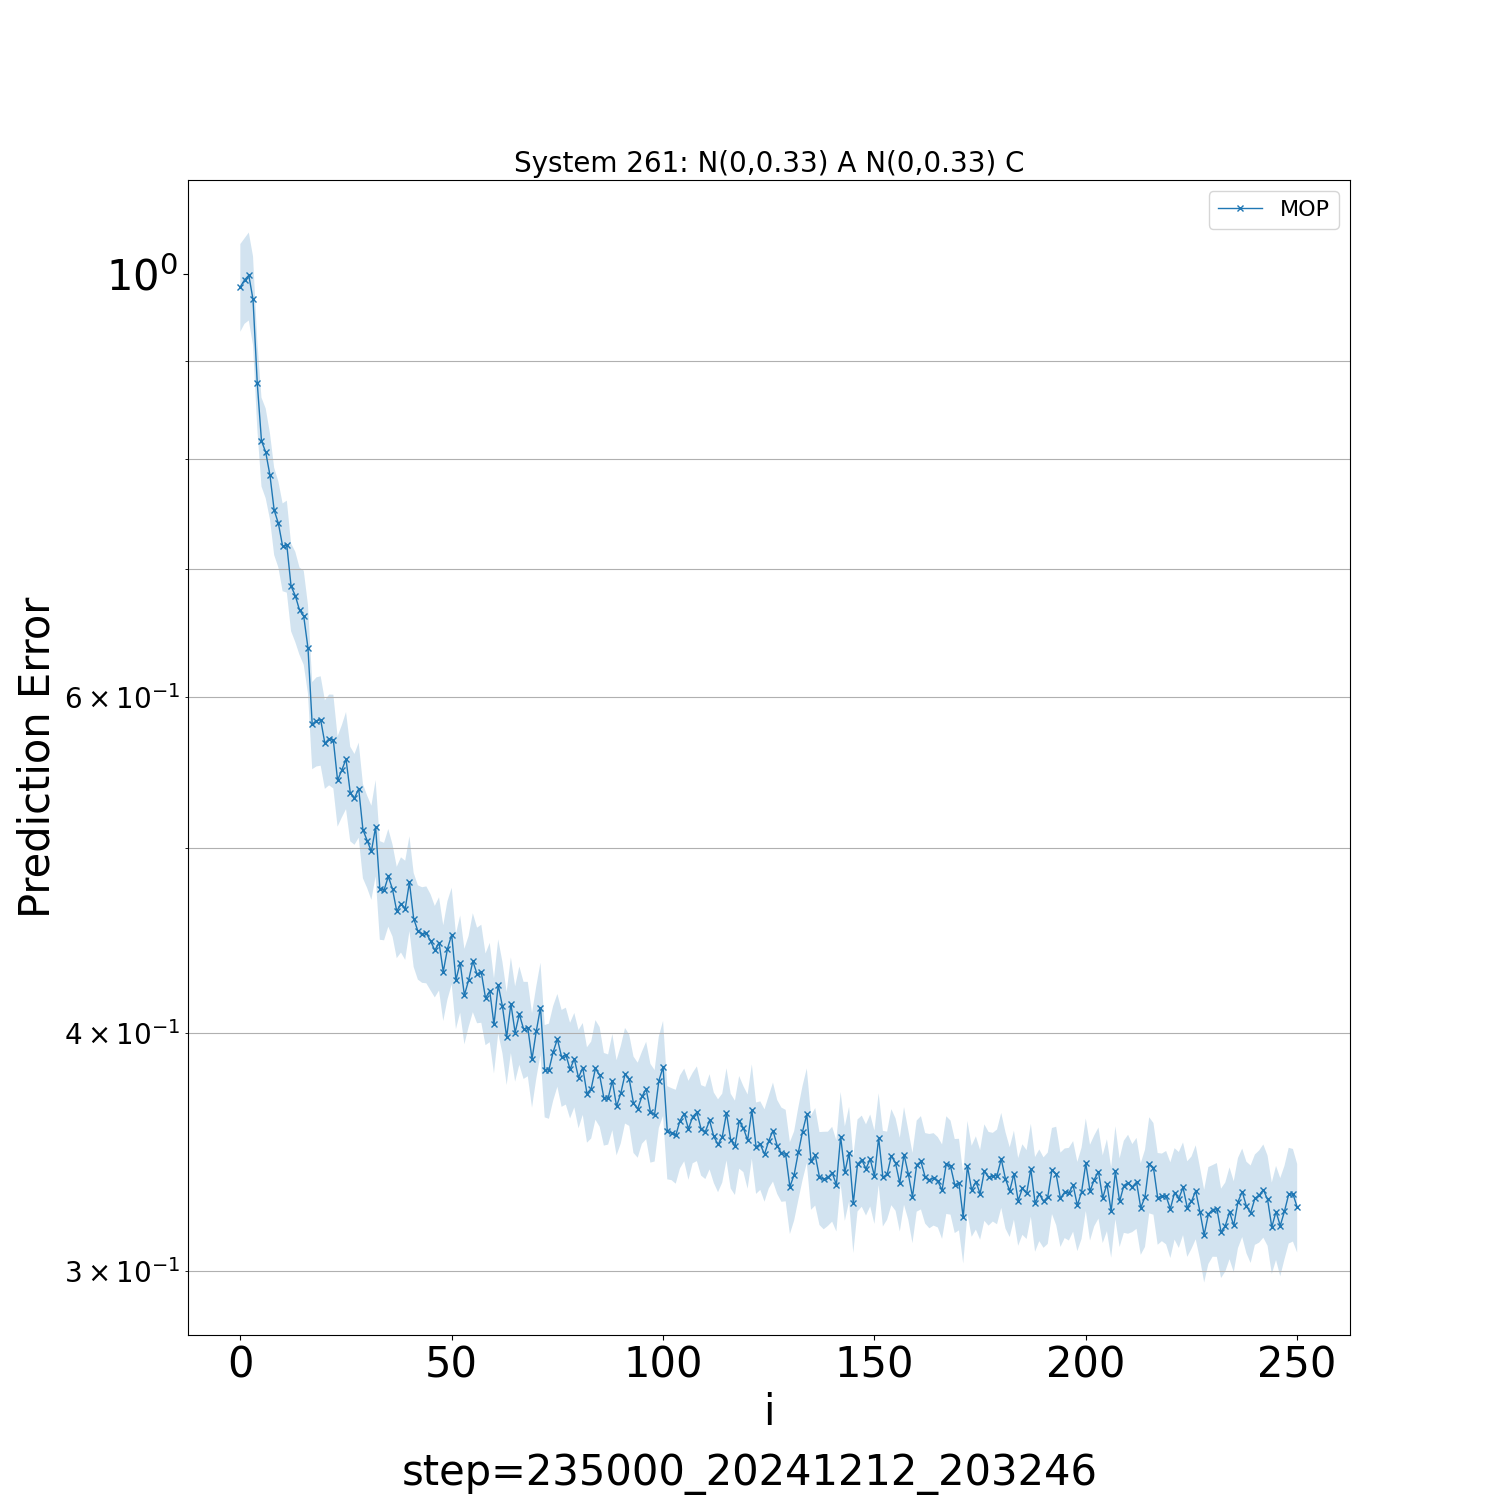 System 261: N(0,0.33) A N(0,0.33) C
MOP
10⁰
6 × 10⁻¹
4 × 10⁻¹
3 × 10⁻¹
Prediction Error
0 50 100 150 200 250
i
step=235000_20241212_203246